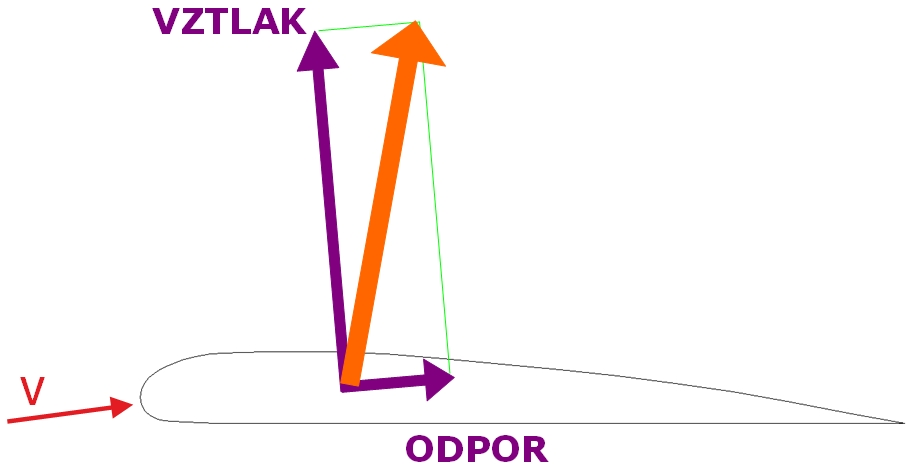 VZTLAK
V
ODPOR